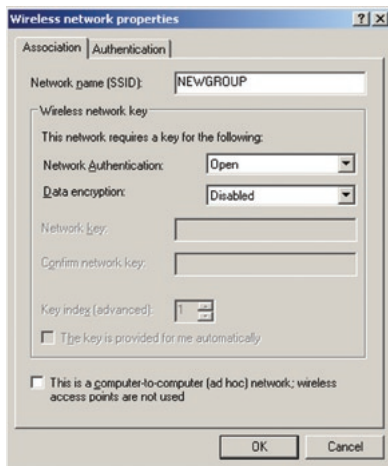 Wireless network properties
Association Authentication
Network name (SSID): NEWGROUP
Wireless network key
This network requires a key for the following:
Network Authentication: Open
Data encryption: Disabled
Network key:
Confirm network key:
Key index (advanced): 1
The key is provided for me automatically
This is a computer-to-computer (ad hoc) network; wireless
access points are not used
OK Cancel